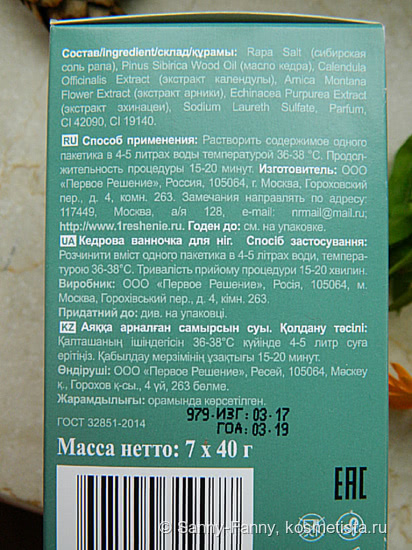 Состав/ingredient/склад/құрамы: Rapa Salt (сибирская
соль рапа), Pinus Sibirica Wood Oil (масло кедра), Calendula
Officinalis Extract (экстракт календулы), Arnica Montana
Flower Extract (экстракт арники), Echinacea Purpurea Extract
(экстракт эхинацеи), Sodium Laureth Sulfate, Parfum,
CI 42090, CI 19140.
RU Способ применения: Растворить содержимое одного
пакетика в 4-5 литрах воды температурой 36-38 °С. Продол-
жительность процедуры 15-20 минут. Изготовитель: ООО
«Первое Решение», Россия, 105064, г. Москва, Гороховский
пер., д. 4, комн. 263. Замечания направлять по адресу:
117449, Москва, а/я 128, e-mail: nrmail@mail.ru;
http://www.1reshenie.ru. Годен до: см. на упаковке.
UA Кедрова ванночка для ніг. Спосіб застосування:
Розчинити вміст одного пакетика в 4-5 літрах води, темпера-
турою 36-38°С. Тривалість прийому процедури 15-20 хвилин.
Виробник: ООО «Первое Решение», Росія, 105064, м.
Москва, Горохівський пер., д. 4, кімн. 263.
Придатний до: див. на упаковці.
KZ Аяққа арналған самырсын суы. Қолдану тәсілі:
Қалташаның ішіндегісін 36-38°С күйінде 4-5 литр суға
ерітіңіз. Қабылдау мерзімінің ұзақтығы 15-20 минут.
Өндіруші: ООО «Первое Решение», Ресей, 105064, Мәскеу
қ., Горохов қ-сы., 4 үй, 263 бөлме.
Жарамдылығы: орамында көрсетілген.
979-ИЗГ:03-17
ГОА:03-19
ГОСТ 32851-2014
Масса нетто: 7 х 40 г
EAC
© Sanny-Fanny, kosmetista.ru